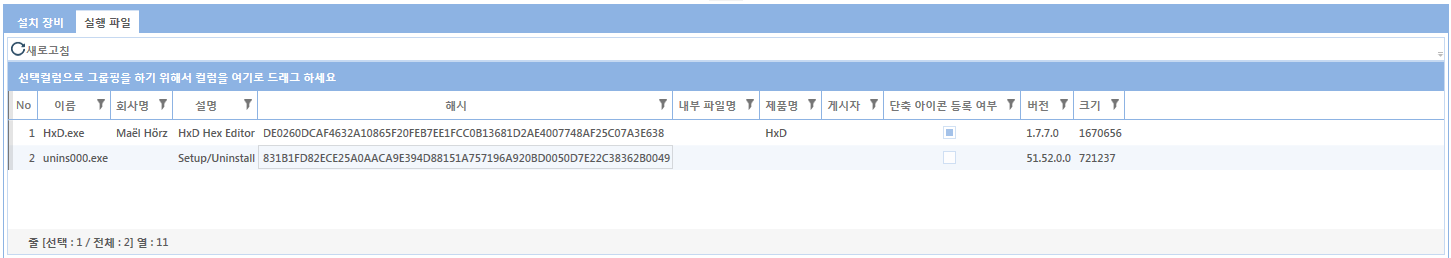 설치 장비 실행 파일
새로고침
선택컬럼으로 그룹핑을 하기 위해서 컬럼을 여기로 드래그 하세요
No 이름 회사명 설명 해시 내부 파일명 제품명 게시자 단축 아이콘 등록 여부 버전 크기
1 HxD.exe Maël Hörz HxD Hex Editor DE0260DCAF4632A10865F20FEB7EE1FCC0B13681D2AE4007748AF25C07A3E638 HxD 1.7.7.0 1670656
2 unins000.exe Setup/Uninstall 831B1FD82ECE25A0AACA9E394D88151A757196A920BD0050D7E22C38362B0049 51.52.0.0 721237
줄 [선택 : 1 / 전체 : 2] 열 : 11